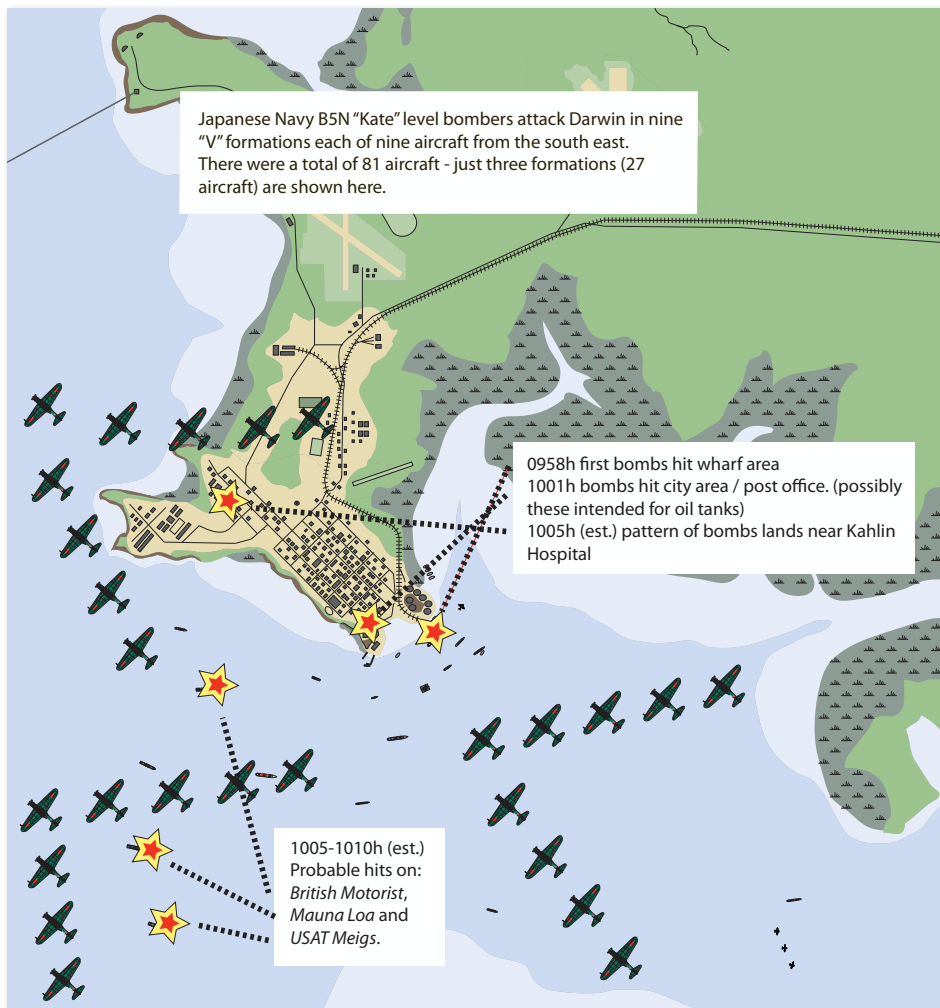 Japanese Navy B5N “Kate” level bombers attack Darwin in nine
“V” formations each of nine aircraft from the south east.
There were a total of 81 aircraft - just three formations (27
aircraft) are shown here.
0958h first bombs hit wharf area
1001h bombs hit city area / post office. (possibly
these intended for oil tanks)
1005h (est.) pattern of bombs lands near Kahlin
Hospital
1005-1010h (est.)
Probable hits on:
British Motorist,
Mauna Loa and
USAT Meigs.